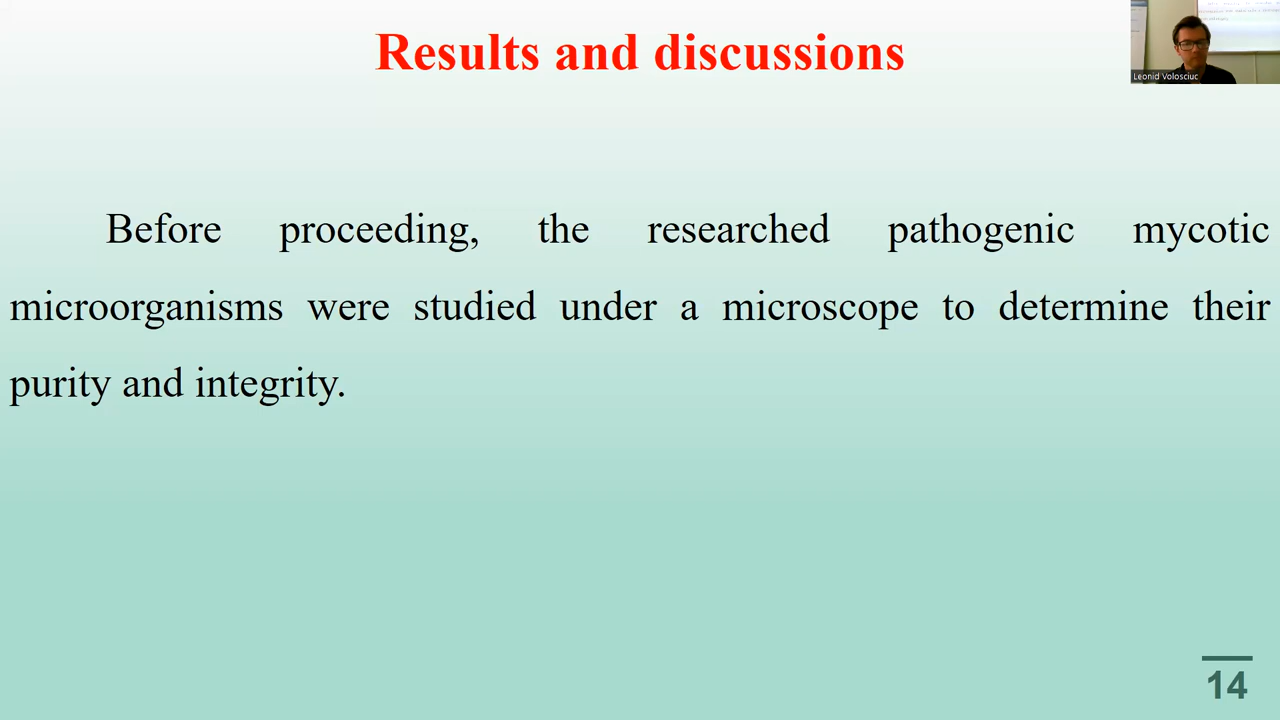 Results and discussions
Leonid Volosciuc
Before proceeding, the researched pathogenic mycotic
microorganisms were studied under a microscope to determine their
purity and integrity.
14